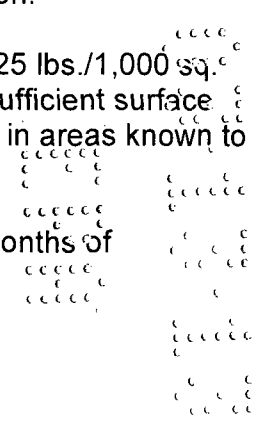 on.
25 lbs./1,000 sq.
ufficient surface
in areas known to
onths of